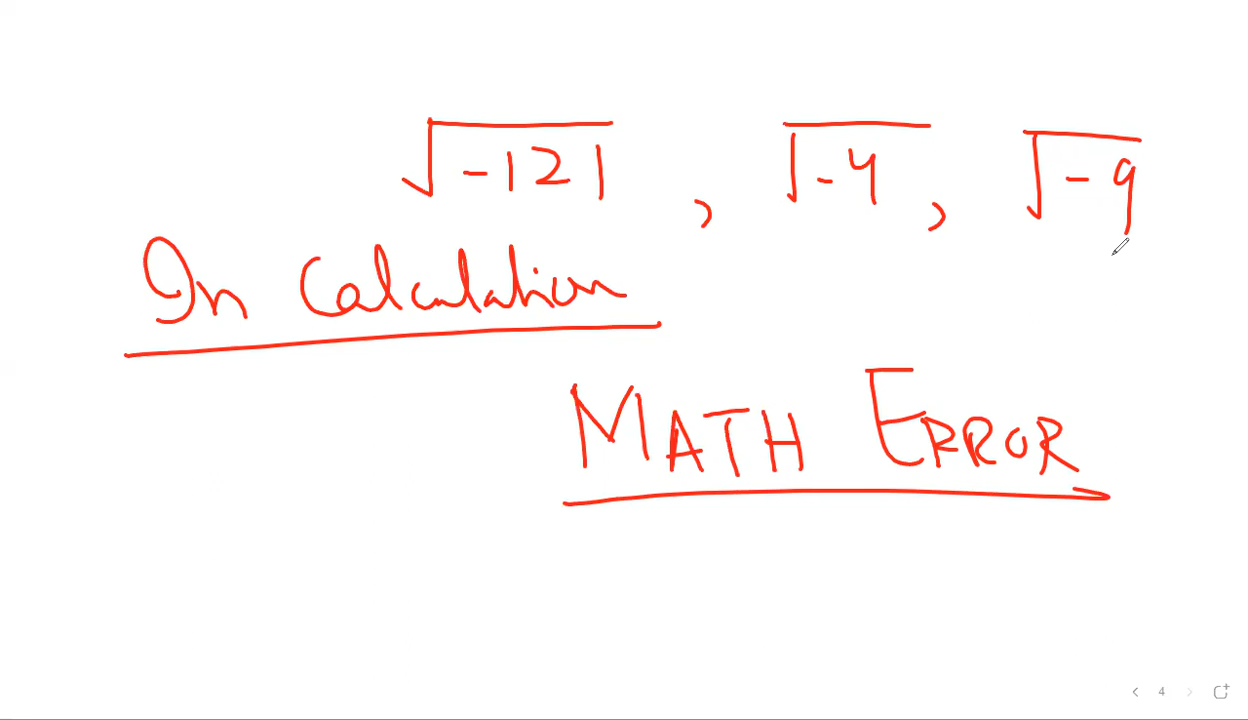 √-121 , √-4 , √-9
In Calculation
MATH ERROR
4